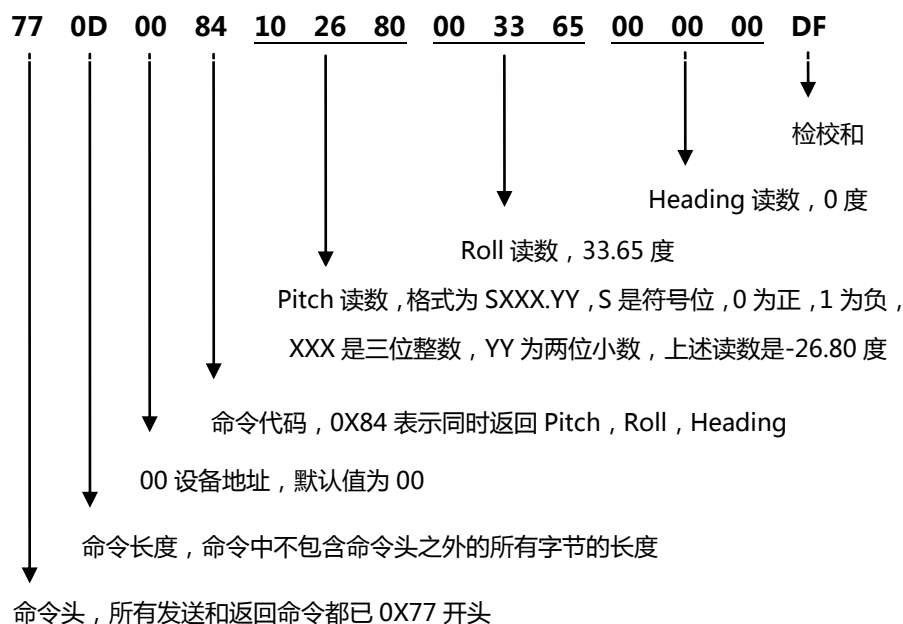 77 0D 00 84 10 26 80 00 33 65 00 00 00 DF
检校和
Heading 读数，0 度
Roll 读数，33.65 度
Pitch 读数，格式为 SXXX.YY，S 是符号位，0 为正，1 为负，
XXX 是三位整数，YY 为两位小数，上述读数是-26.80 度
命令代码，0X84 表示同时返回 Pitch，Roll，Heading
00 设备地址，默认值为 00
命令长度，命令中不包含命令头之外的所有字节的长度
命令头，所有发送和返回命令都已 0X77 开头